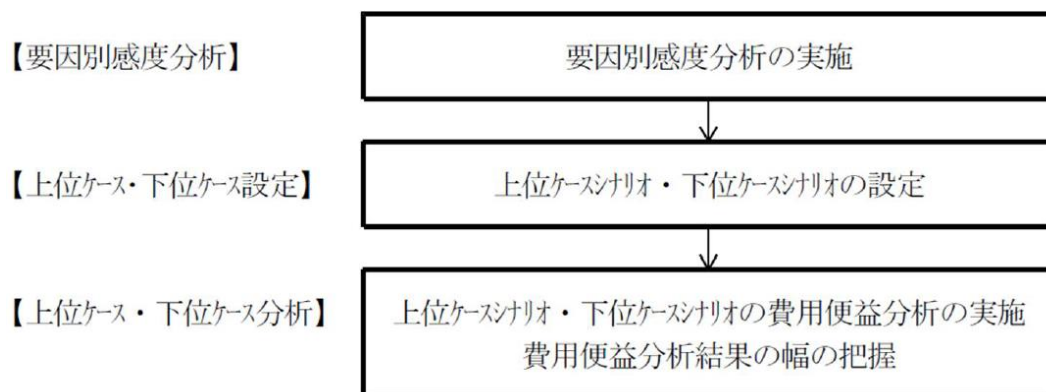 【要因別感度分析】
要因別感度分析の実施
【上位ｹｰｽ･下位ｹｰｽ設定】
上位ｹｰｽｼﾅﾘｵ・下位ｹｰｽｼﾅﾘｵの設定
【上位ｹｰｽ・下位ｹｰｽ分析】
上位ｹｰｽｼﾅﾘｵ・下位ｹｰｽｼﾅﾘｵの費用便益分析の実施
費用便益分析結果の幅の把握